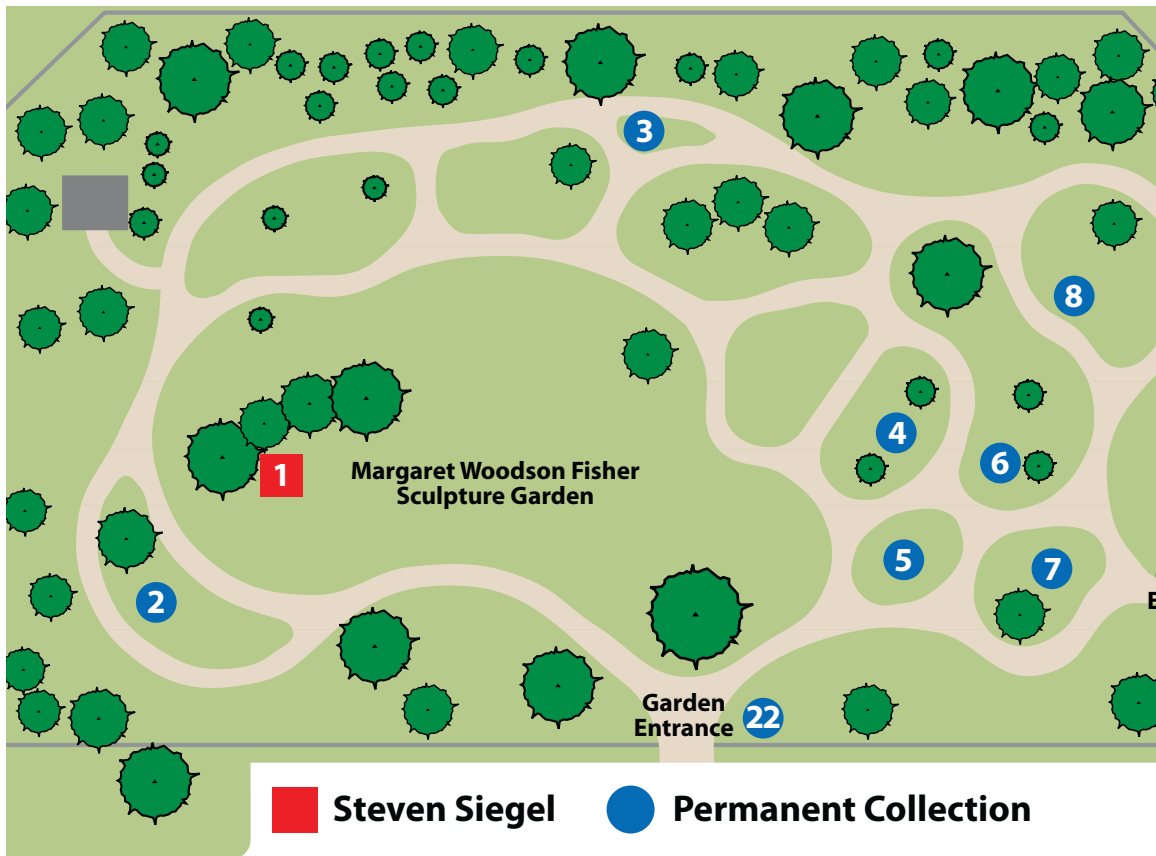 3
8
4
6
1
Margaret Woodson Fisher
Sculpture Garden
5
7
2
Garden
Entrance
22
Steven Siegel
Permanent Collection